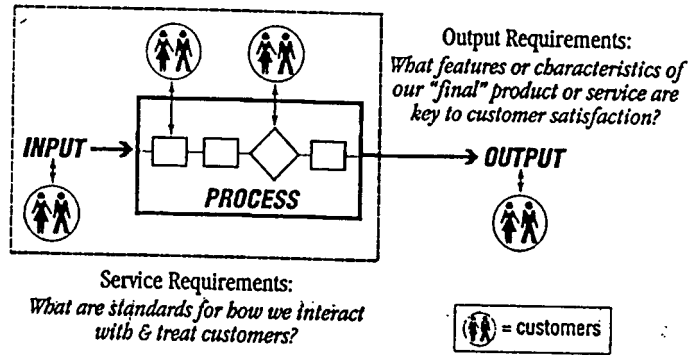 Output Requirements:
What features or characteristics of
our "final" product or service are
key to customer satisfaction?
INPUT
OUTPUT
PROCESS
Service Requirements:
What are standards for how we interact
with & treat customers?
= customers